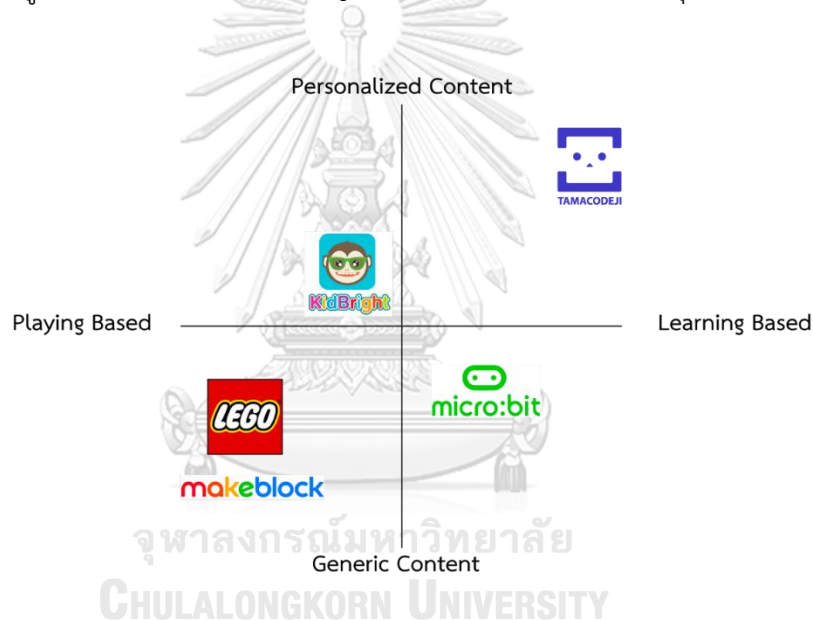 Personalized Content
TAMACODEJI
KidBright
Playing Based
Learning Based
LEGO
micro:bit
makeblock
จุฬาลงกรณ์มหาวิทยาลัย
Generic Content
CHULALONGKORN UNIVERSITY